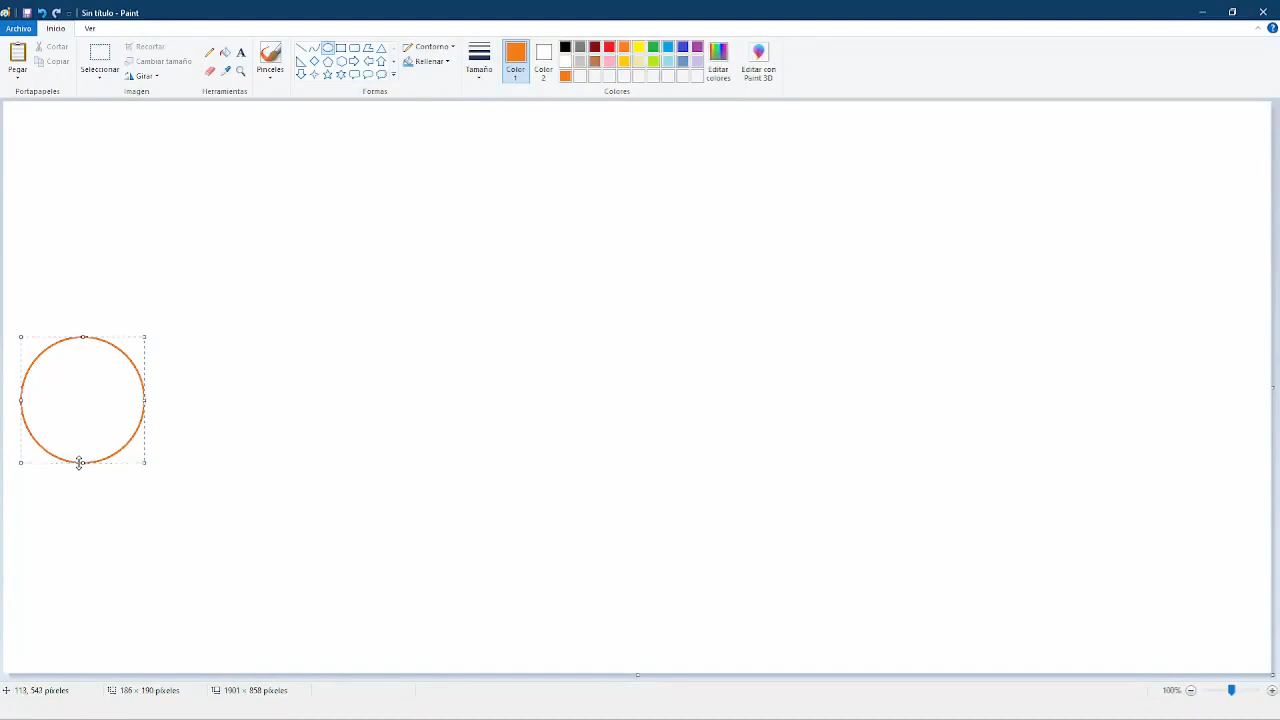 Sin título - Paint
Archivo Inicio Ver
Pegar
Cortar
Copiar
Portapapeles
Seleccionar
Recortar
Cambiar tamaño
Girar
Imagen
Herramientas
Pinceles
Contorno
Rellenar
Formas
Tamaño
Color
1
Color
2
Editar
colores
Editar con
Paint 3D
Colores
113, 542 píxeles 186 × 190 píxeles 1901 × 858 píxeles 100%